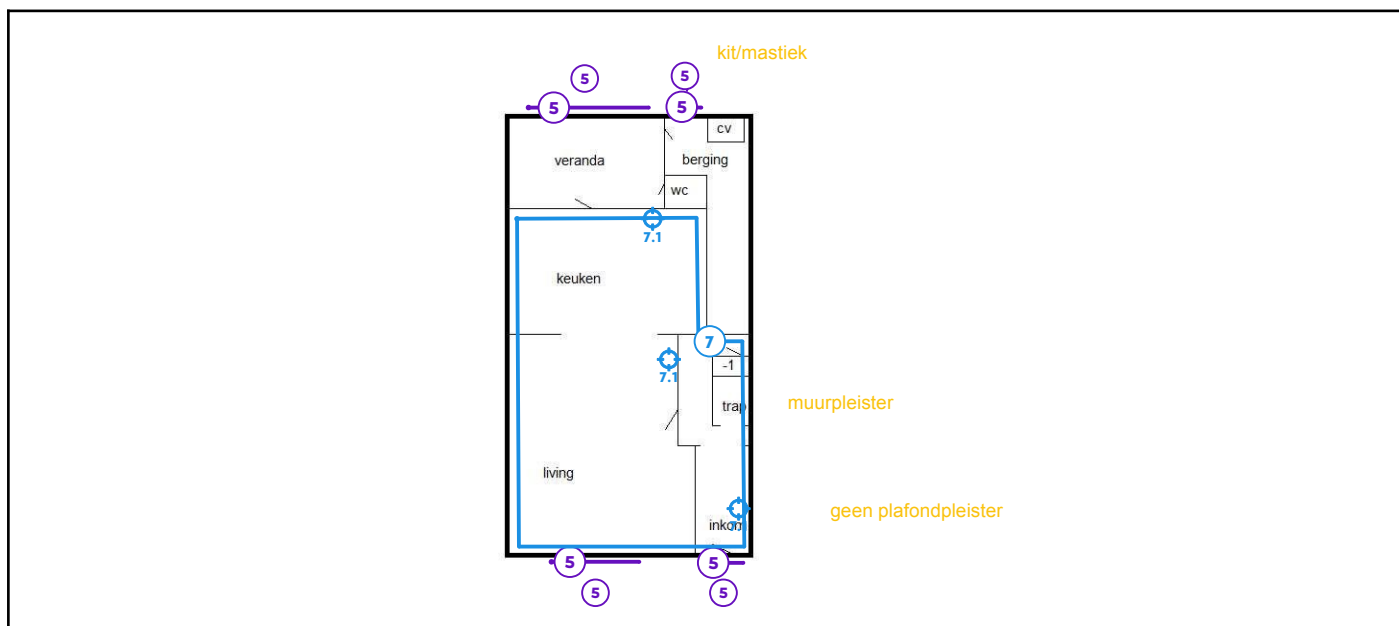 kit/mastiek
5
5
5
5
cv
veranda
berging
wc
7.1
keuken
7
-1
7.1
trap
muurpleister
living
geen plafondpleister
inkom
5
5
5
5